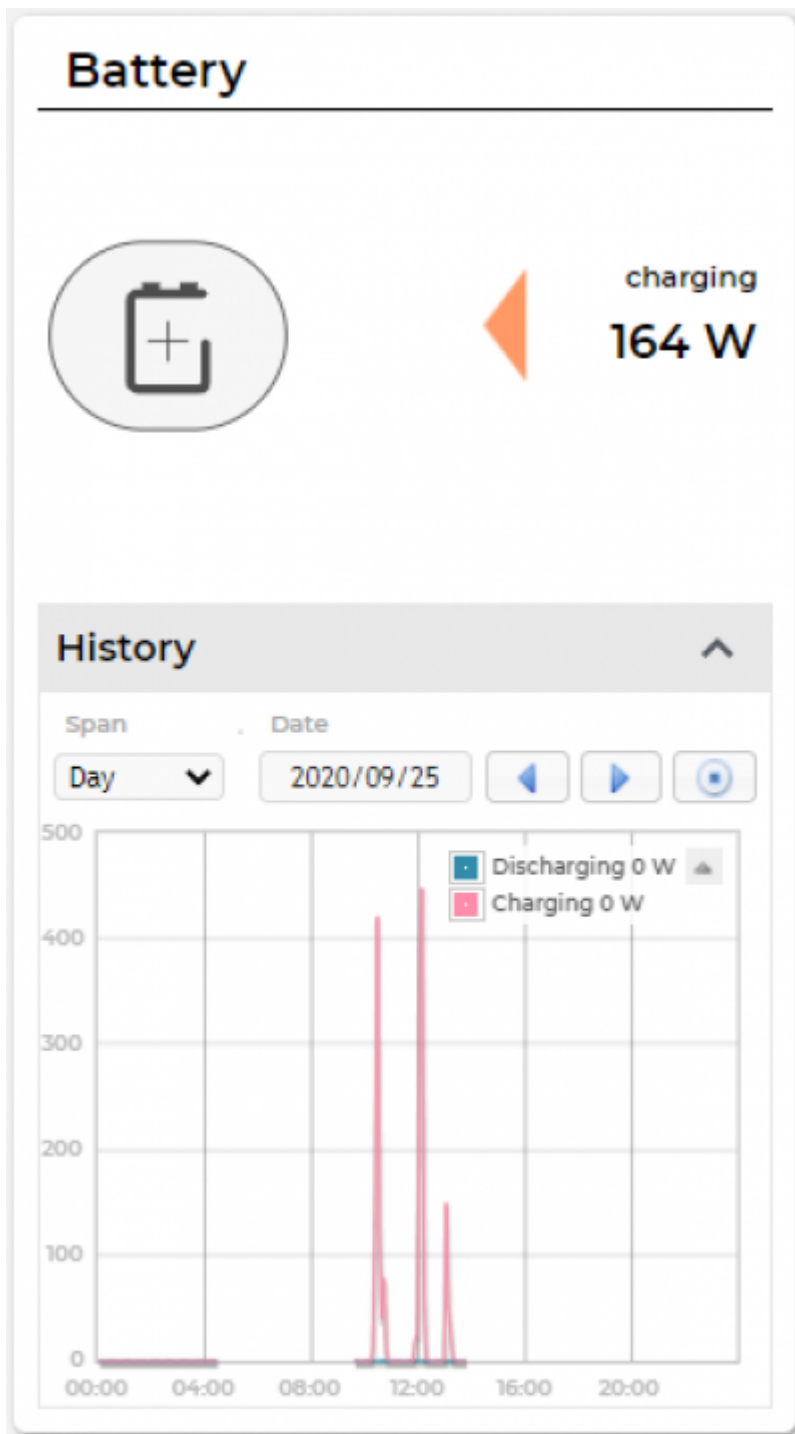 Battery
charging
164 W
History
Span . Date
Day 2020/09/25
500
Discharging 0 W
Charging 0 W
400
300
200
100
0
00:00 04:00 08:00 12:00 16:00 20:00